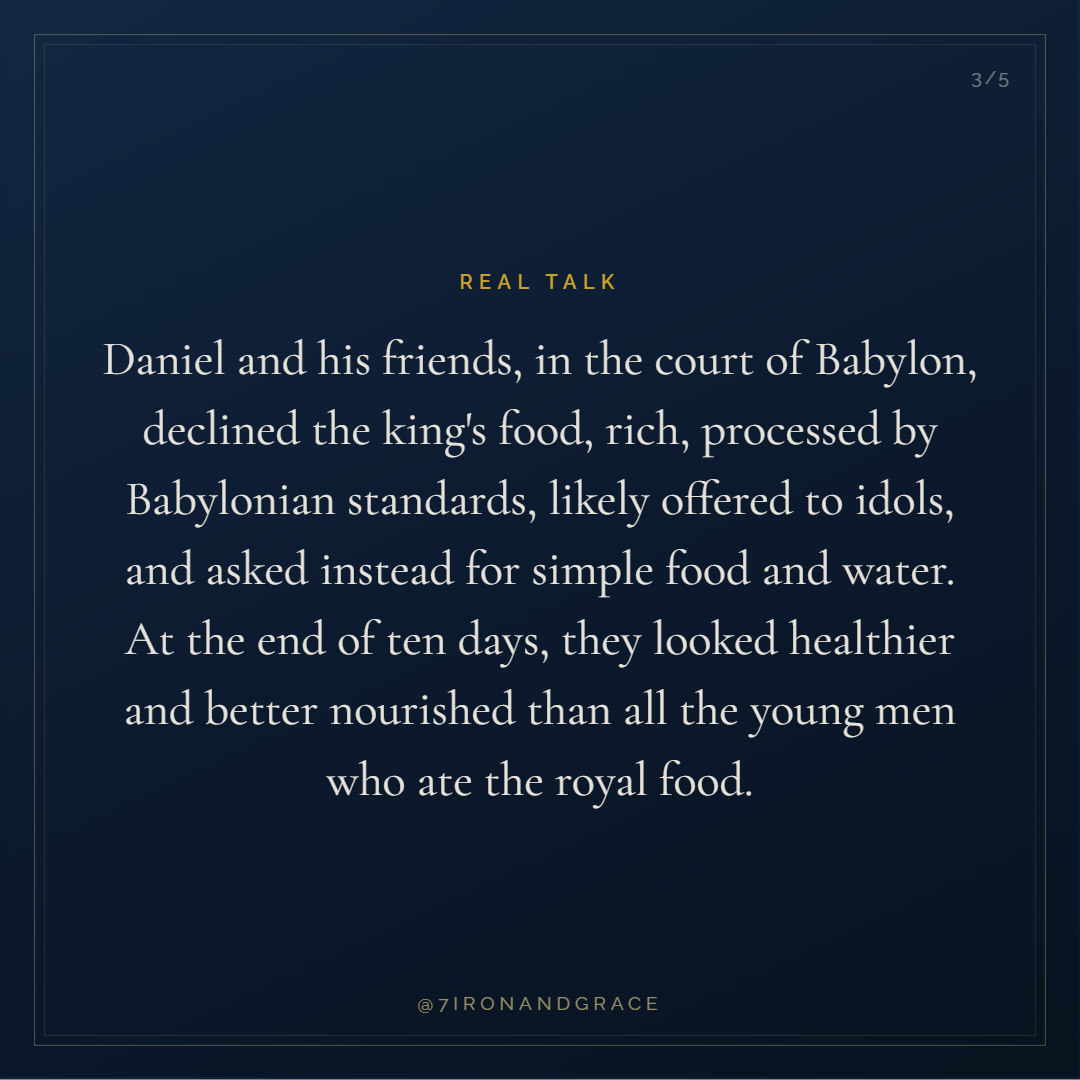 3/5
REAL TALK
Daniel and his friends, in the court of Babylon,
declined the king's food, rich, processed by
Babylonian standards, likely offered to idols,
and asked instead for simple food and water.
At the end of ten days, they looked healthier
and better nourished than all the young men
who ate the royal food.
@7IRONANDGRACE